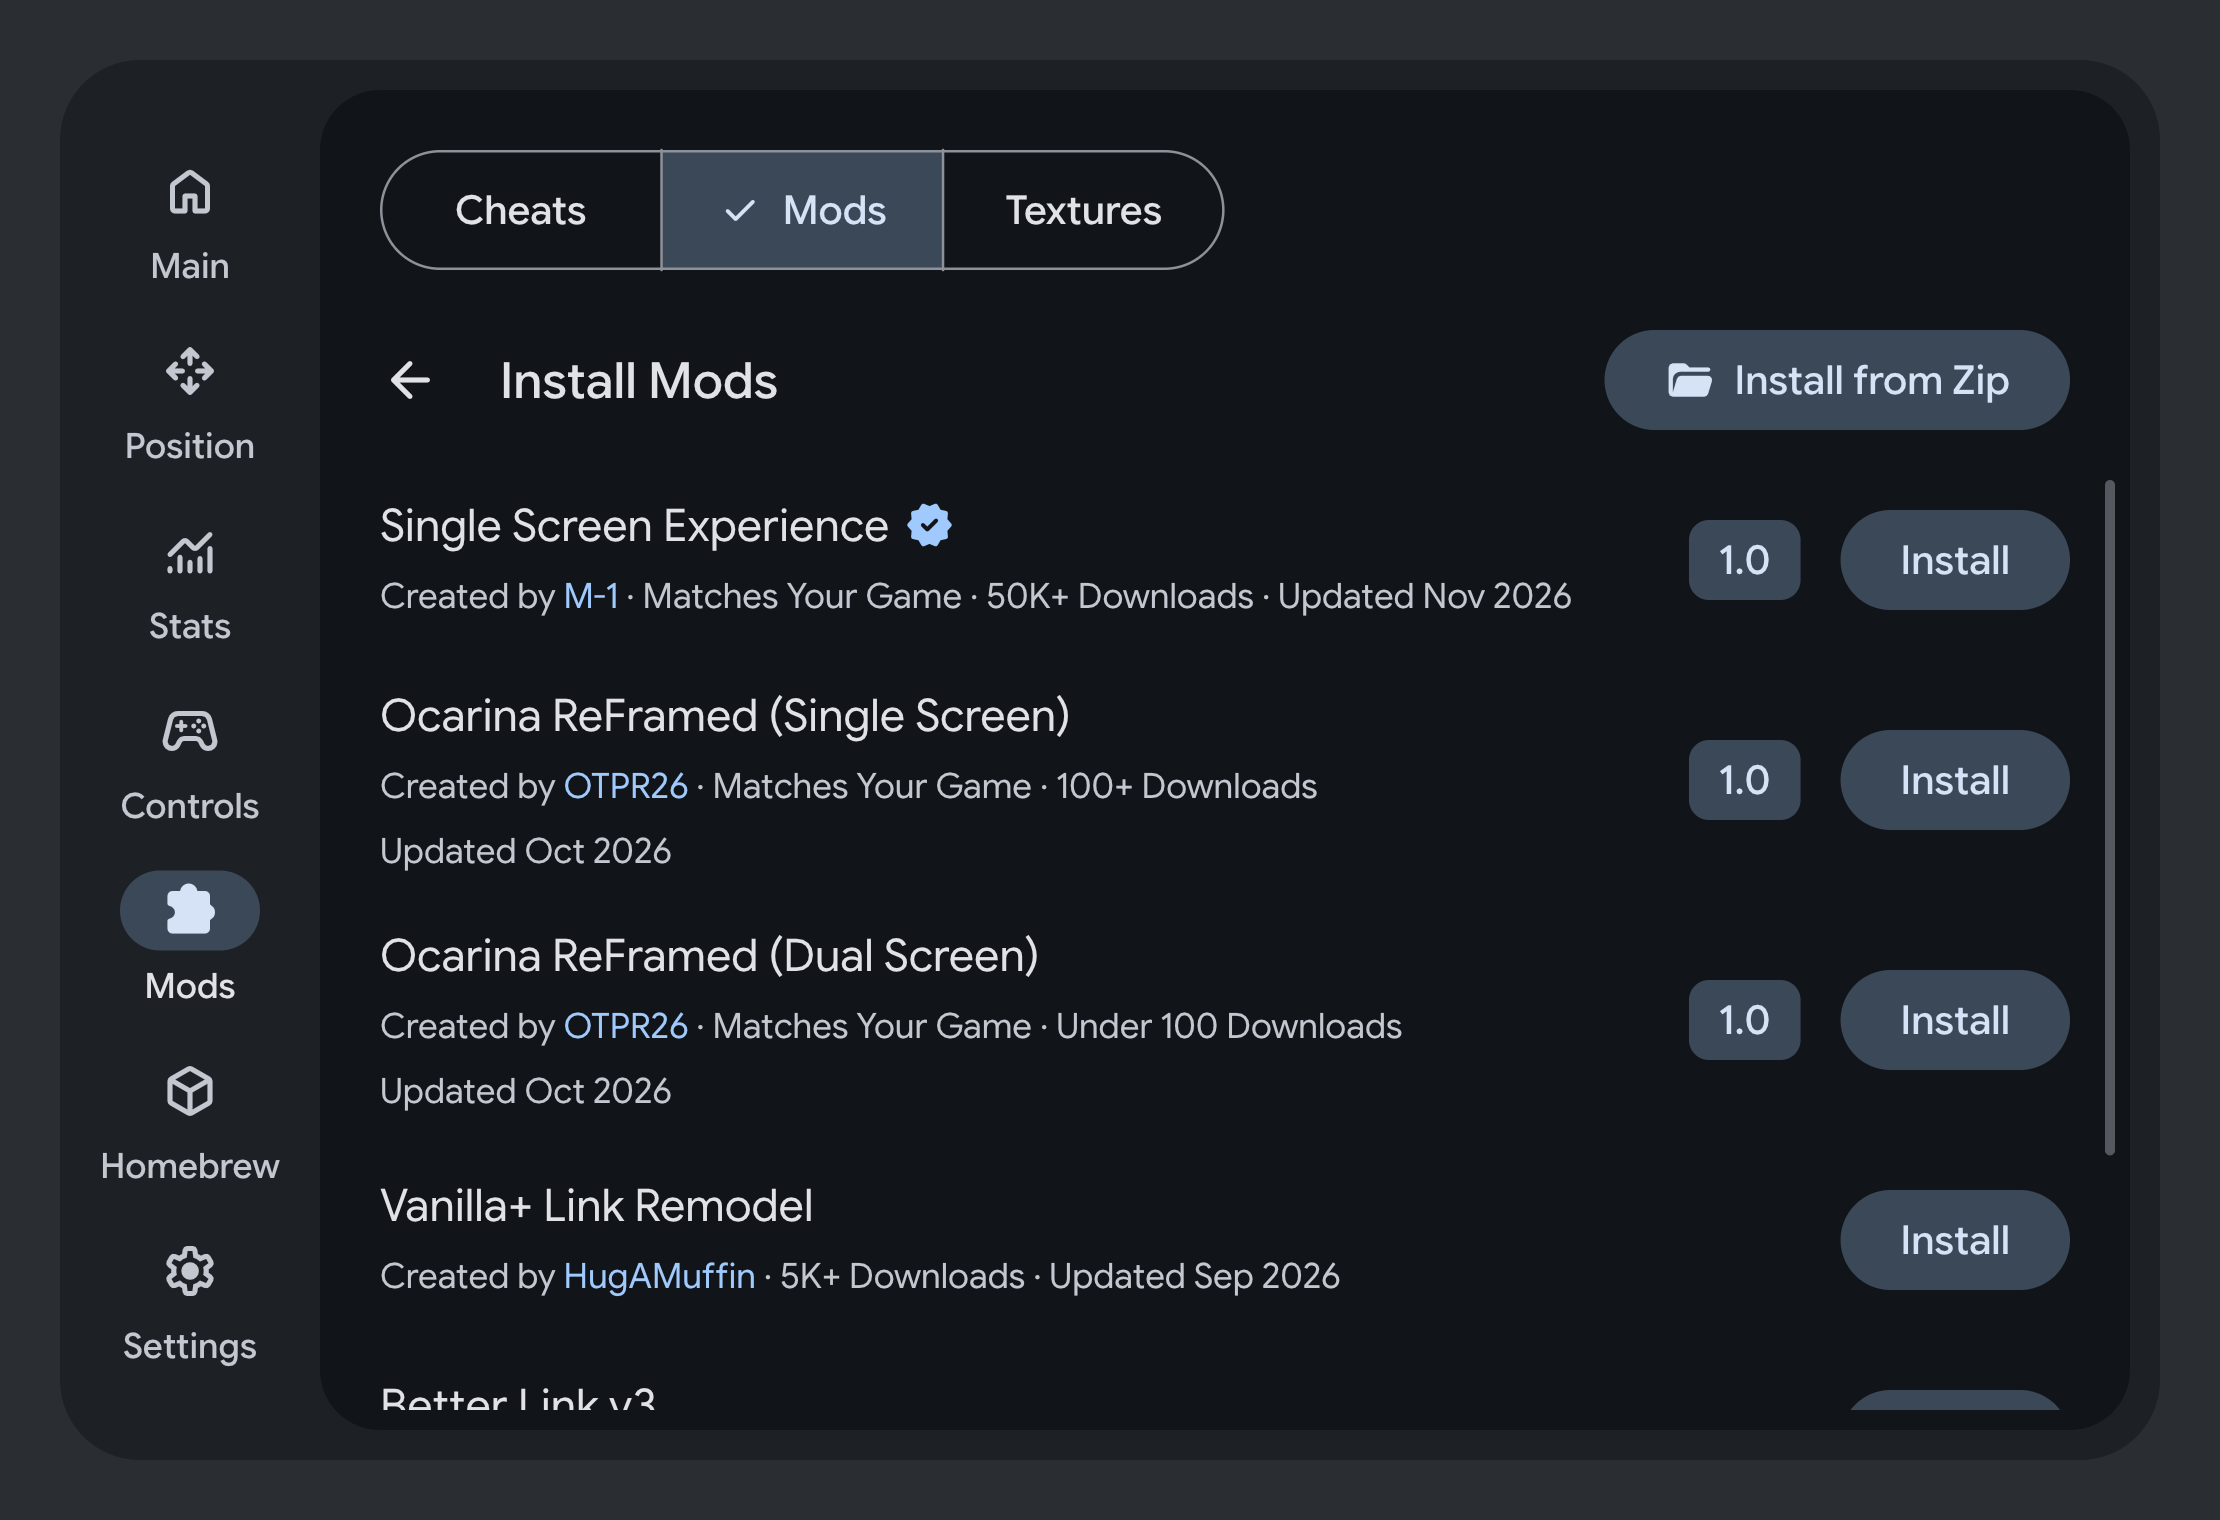 Cheats
Mods
Textures
Main
Position
Stats
Controls
Mods
Homebrew
Settings
Install Mods
Install from Zip
Single Screen Experience
Created by M-1 · Matches Your Game · 50K+ Downloads · Updated Nov 2026
1.0
Install
Ocarina ReFramed (Single Screen)
Created by OTPR26 · Matches Your Game · 100+ Downloads
Updated Oct 2026
1.0
Install
Ocarina ReFramed (Dual Screen)
Created by OTPR26 · Matches Your Game · Under 100 Downloads
Updated Oct 2026
1.0
Install
Vanilla+ Link Remodel
Created by HugAMuffin · 5K+ Downloads · Updated Sep 2026
Install
Better Link v3